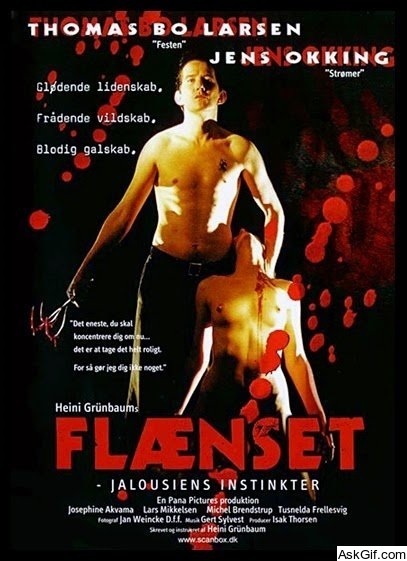 THOMAS BO LARSEN
"Festen"
JENS OKKING
"Strømer"
Glødende lidenskab.
Frådende vildskab.
Blodig galskab.
"Det eneste, du skal
koncentrere dig om nu...
det er at tage det helt roligt.
For så gør jeg dig ikke noget."
Heini Grünbaums
FLÆNSET
- JALOUSIENS INSTINKTER
En Pana Pictures produktion
Josephine Akvama Lars Mikkelsen Michel Brendstrup Tusnelda Frellesvig
Fotograf Jan Weincke D.f.f. Musik Gert Sylvest Producer Isak Thorsen
Skrevet og instrueret af Heini Grünbaum
www.scanbox.dk
AskGif.com